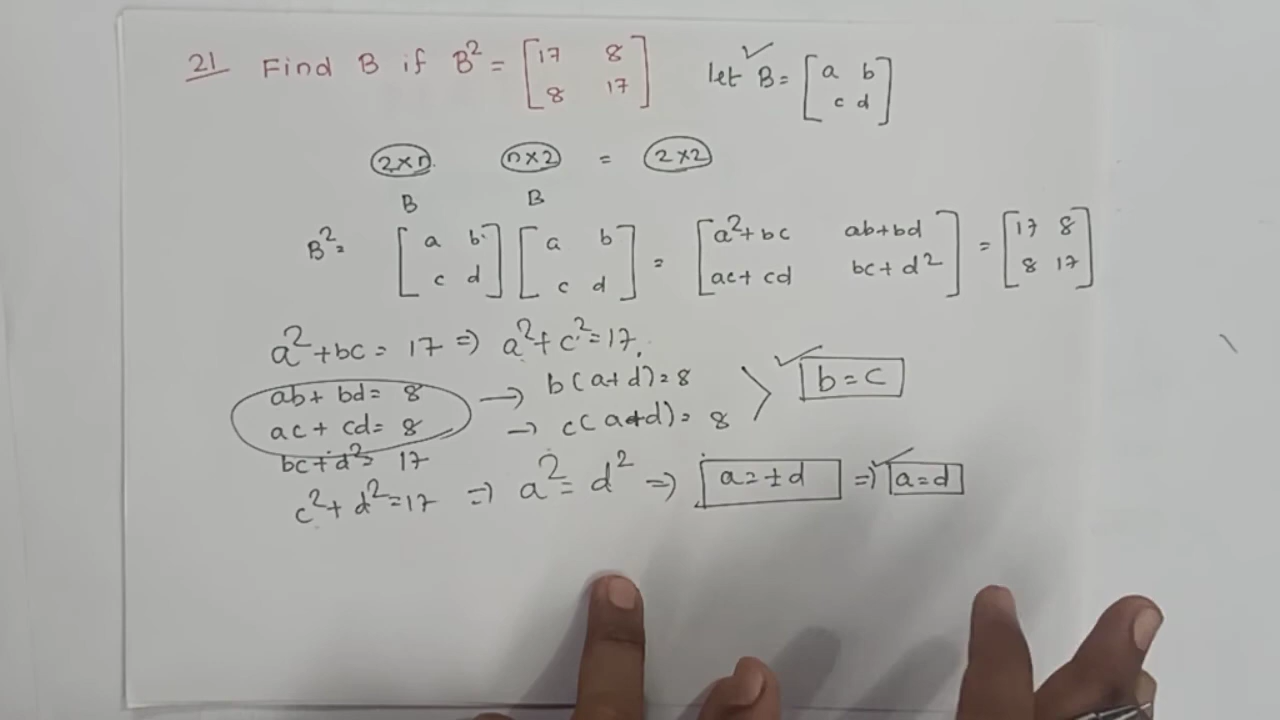 21 Find B if B² = [17 8
8 17] let B = [a b
c d]
2×n n×2 = 2×2
B B
B² = [a b
c d] [a b
c d] = [a²+bc ab+bd
ac+cd bc+d²] = [17 8
8 17]
a²+bc = 17 => a²+c²=17.
ab+bd= 8 → b(a+d)=8
ac+cd= 8 → c(a+d)= 8 > b=c
bc+d²= 17
c²+d²=17 => a²=d² => a=±d => a=d